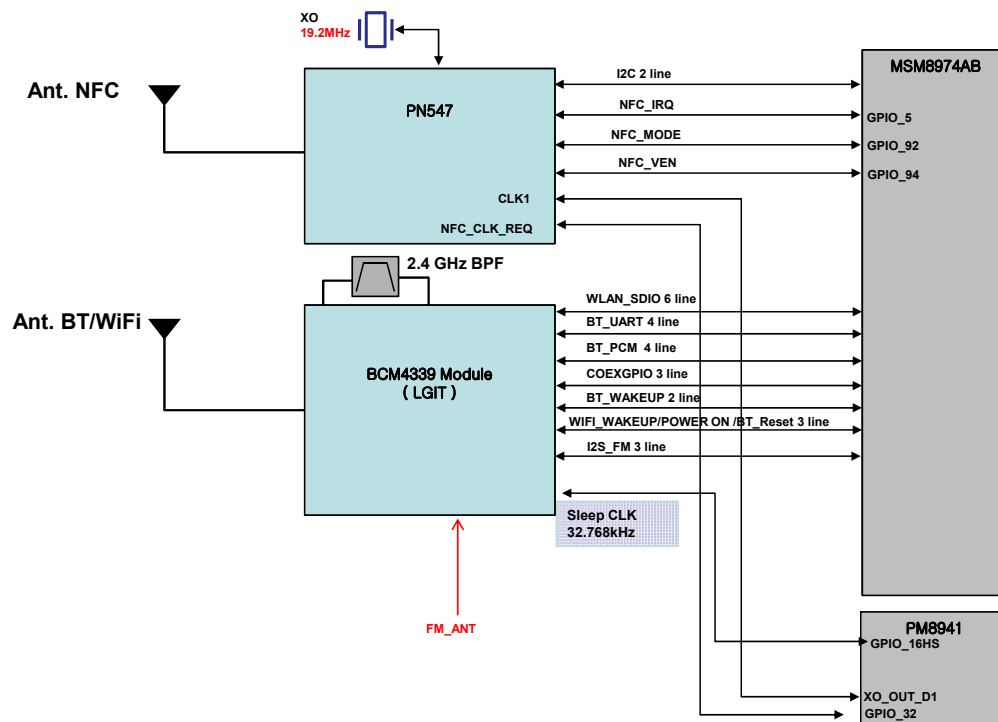 XO
19.2MHz
Ant. NFC
PN547
CLK1
NFC_CLK_REQ
I2C 2 line
NFC_IRQ
NFC_MODE
NFC_VEN
MSM8974AB
GPIO_5
GPIO_92
GPIO_94
2.4 GHz BPF
Ant. BT/WiFi
BCM4339 Module
( LGIT )
WLAN_SDIO 6 line
BT_UART 4 line
BT_PCM 4 line
COEXGPIO 3 line
BT_WAKEUP 2 line
WIFI_WAKEUP/POWER ON /BT_Reset 3 line
I2S_FM 3 line
Sleep CLK
32.768kHz
FM_ANT
PM8941
GPIO_16HS
XO_OUT_D1
GPIO_32